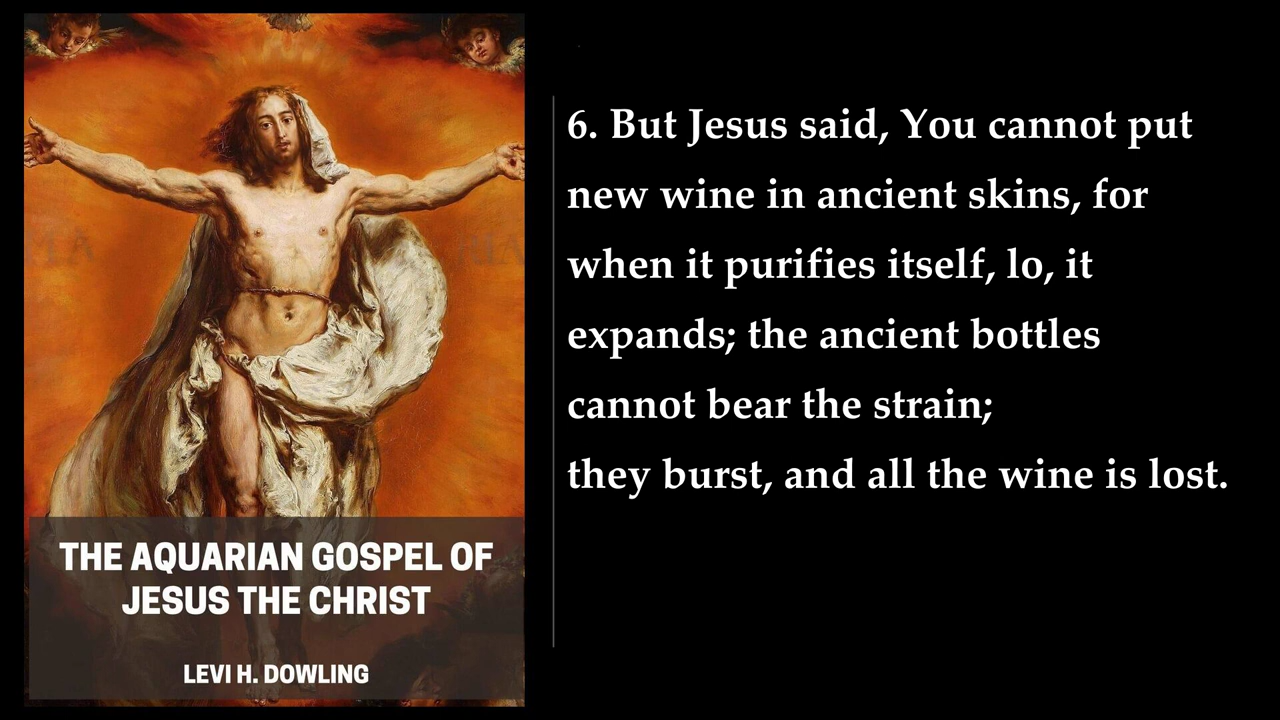 THE AQUARIAN GOSPEL OF
JESUS THE CHRIST
LEVI H. DOWLING
6. But Jesus said, You cannot put
new wine in ancient skins, for
when it purifies itself, lo, it
expands; the ancient bottles
cannot bear the strain;
they burst, and all the wine is lost.